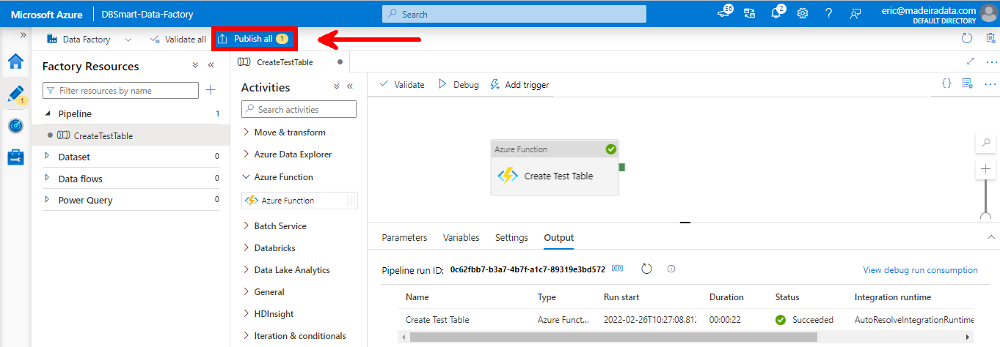 Microsoft Azure DBSmart-Data-Factory Search 56 2 eric@madeiradata.com
DEFAULT DIRECTORY
» Data Factory Validate all Publish all 1
Factory Resources
CreateTestTable
Filter resources by name
Activities
Validate Debug Add trigger {}
1
Search activities
Pipeline 1
CreateTestTable
Dataset 0
Data flows 0
Power Query 0
Move & transform
Azure Data Explorer
Azure Function
Azure Function
Batch Service
Databricks
Data Lake Analytics
General
HDInsight
Iteration & conditionals
Azure Function
Create Test Table
Parameters Variables Settings Output
Pipeline run ID: 0c62fbb7-b3a7-4b7f-a1c7-89319e3bd572 [@] View debug run consumption
Name Type Run start Duration Status Integration runtime
Create Test Table Azure Funct... 2022-02-26T10:27:08.812 00:00:22 Succeeded AutoResolveIntegrationRuntime